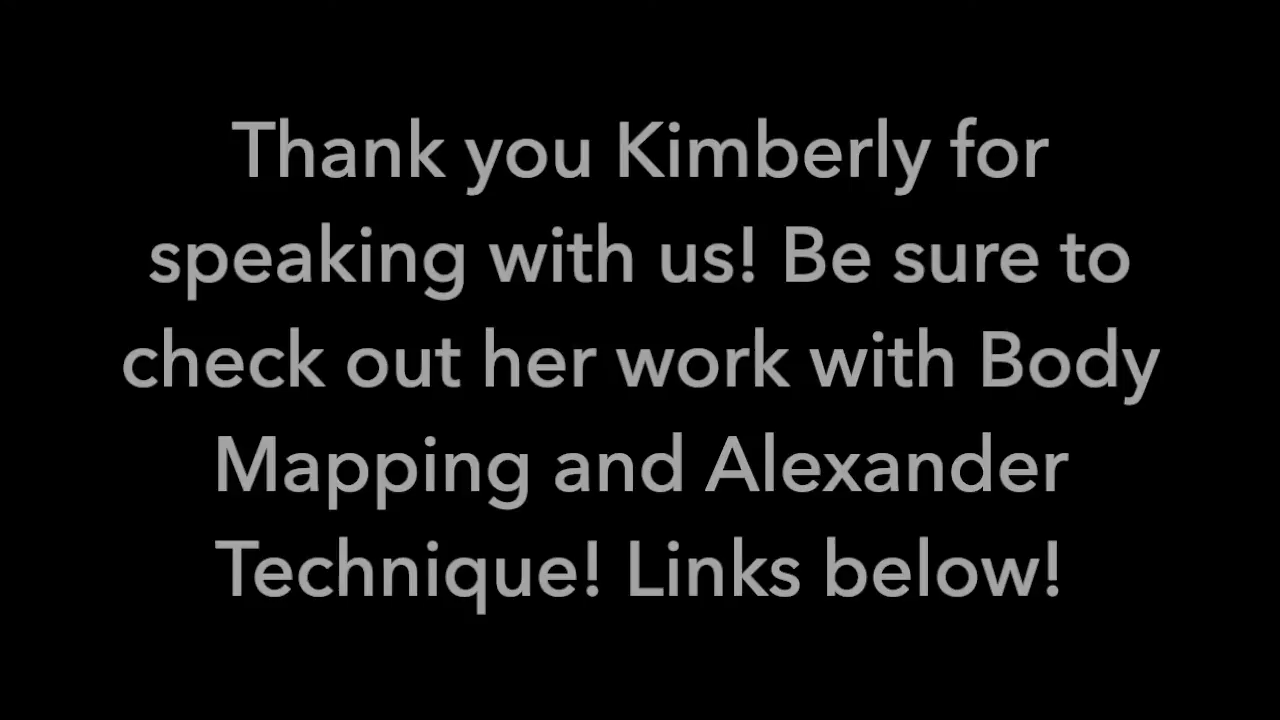 Thank you Kimberly for
speaking with us! Be sure to
check out her work with Body
Mapping and Alexander
Technique! Links below!